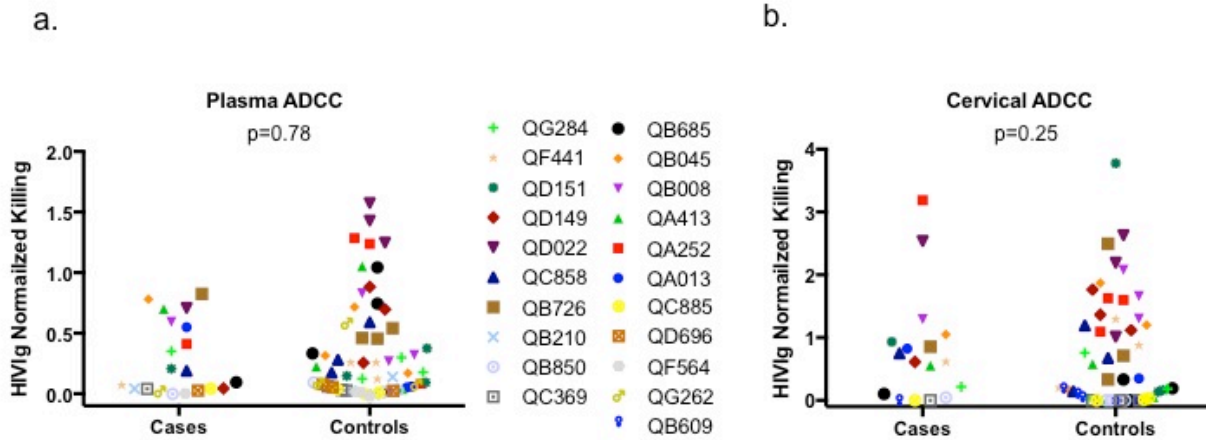 a.
Plasma ADCC
p=0.78
HIVIg Normailzed Killing
2.0
1.5
1.0
0.5
0.0
Cases
Controls
QG284
QF441
QD151
QD149
QD022
QC858
QB726
QB210
QB850
QC369
QB685
QB045
QB008
QA413
QA252
QA013
QC885
QD696
QF564
QG262
QB609
b.
Cervical ADCC
p=0.25
HIVIg Normailzed Killing
4
3
2
1
0
Cases
Controls